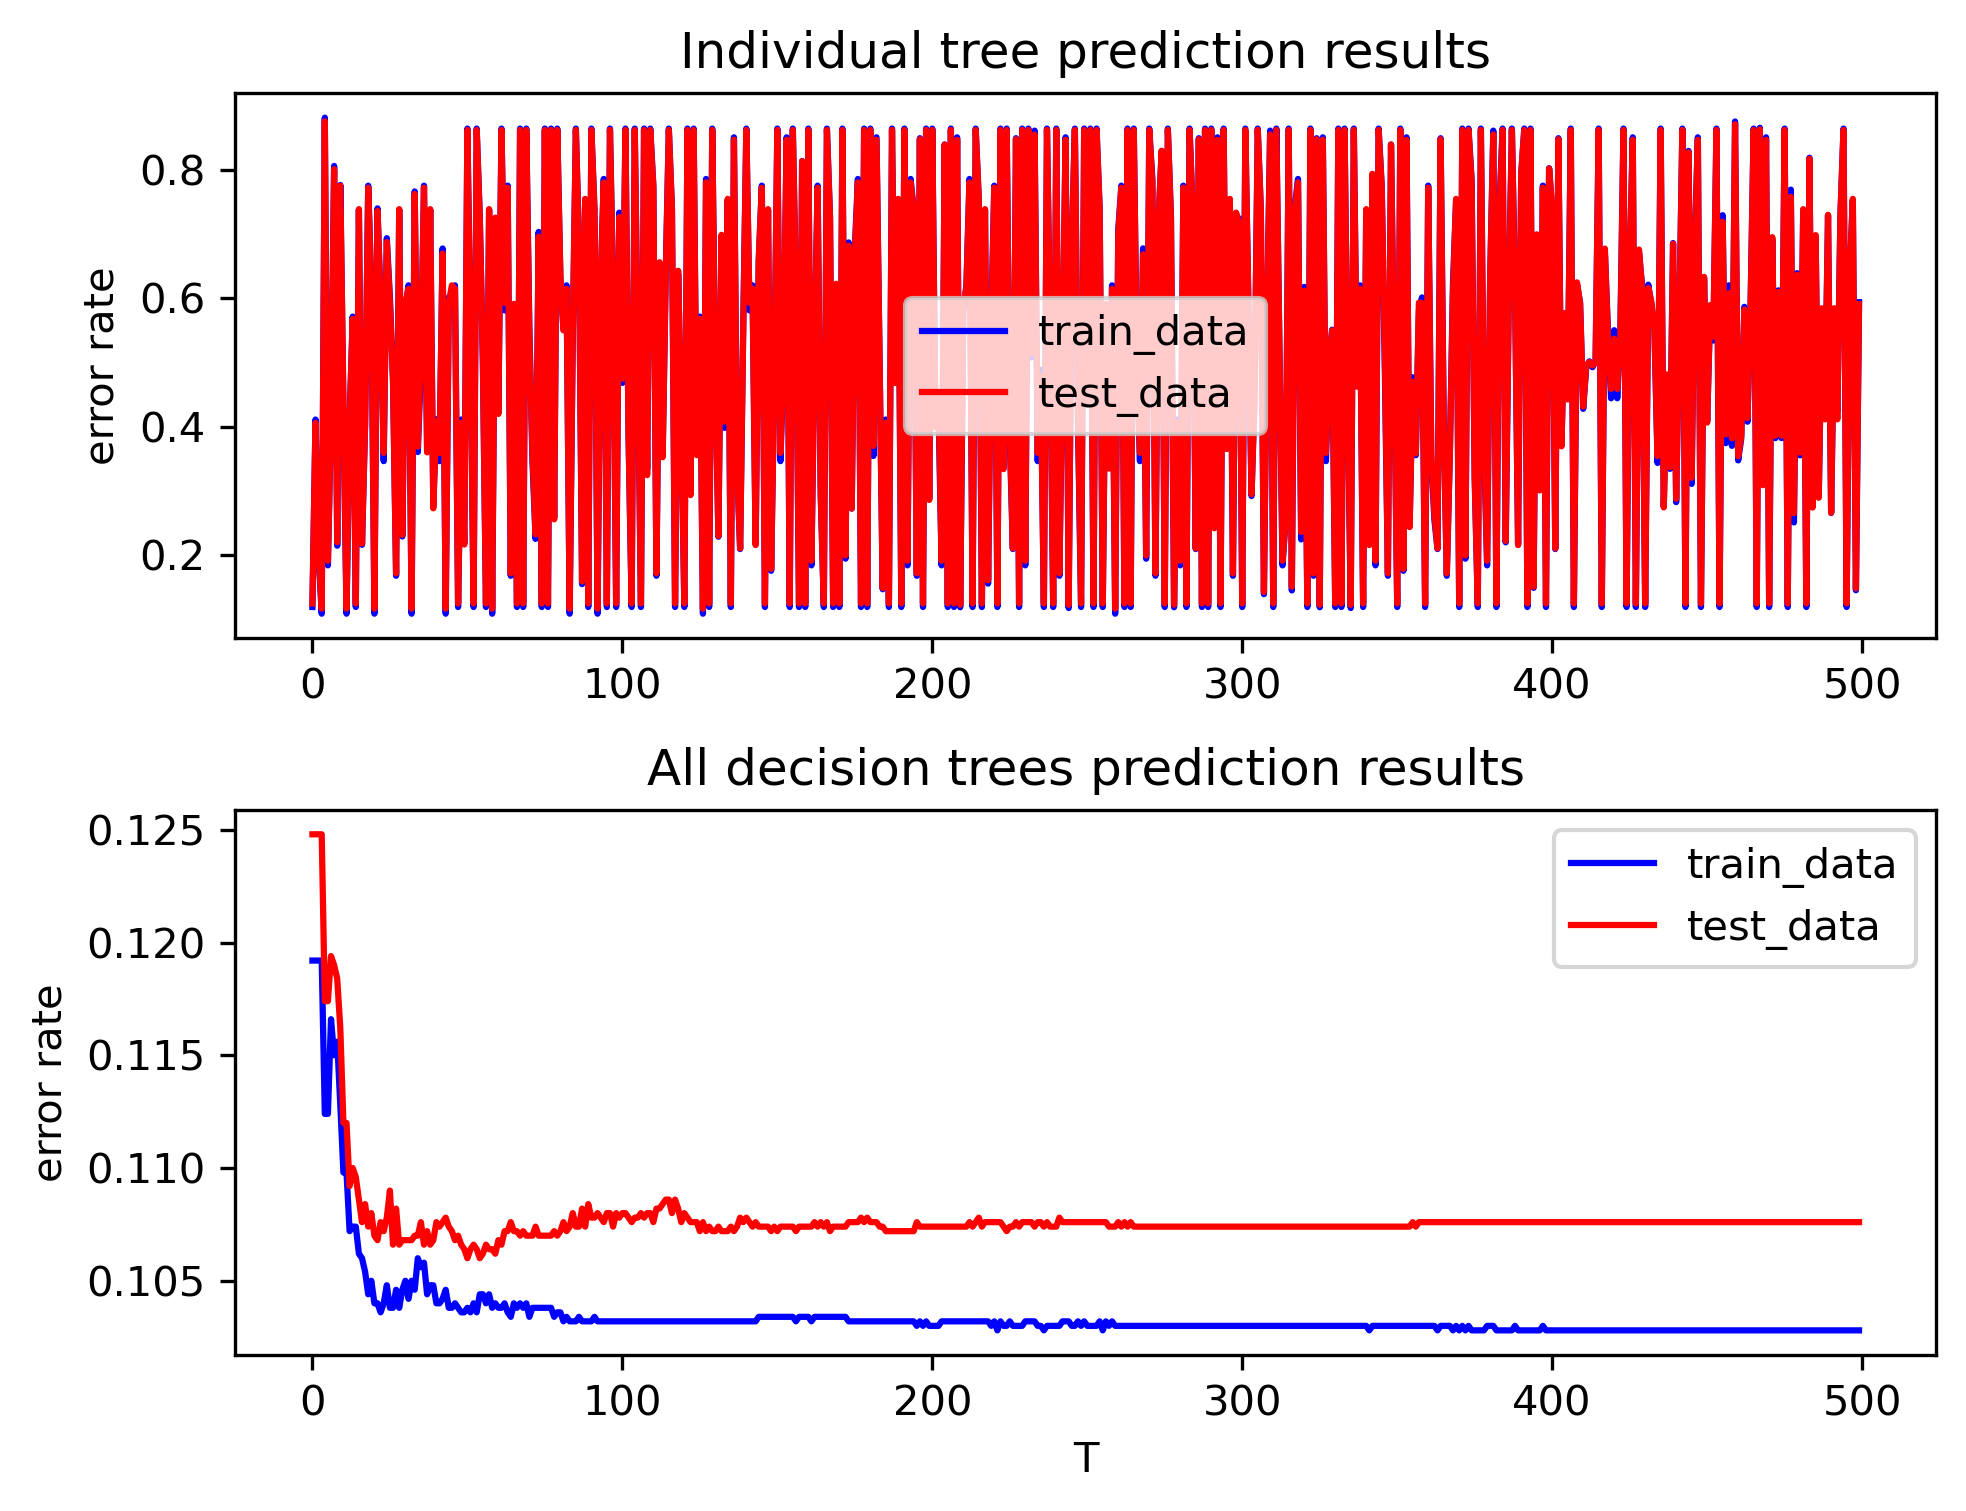 Individual tree prediction results
error rate
0.8
0.6
0.4
0.2
train_data
test_data
0 100 200 300 400 500
All decision trees prediction results
error rate
0.125
0.120
0.115
0.110
0.105
train_data
test_data
0 100 200 300 400 500
T